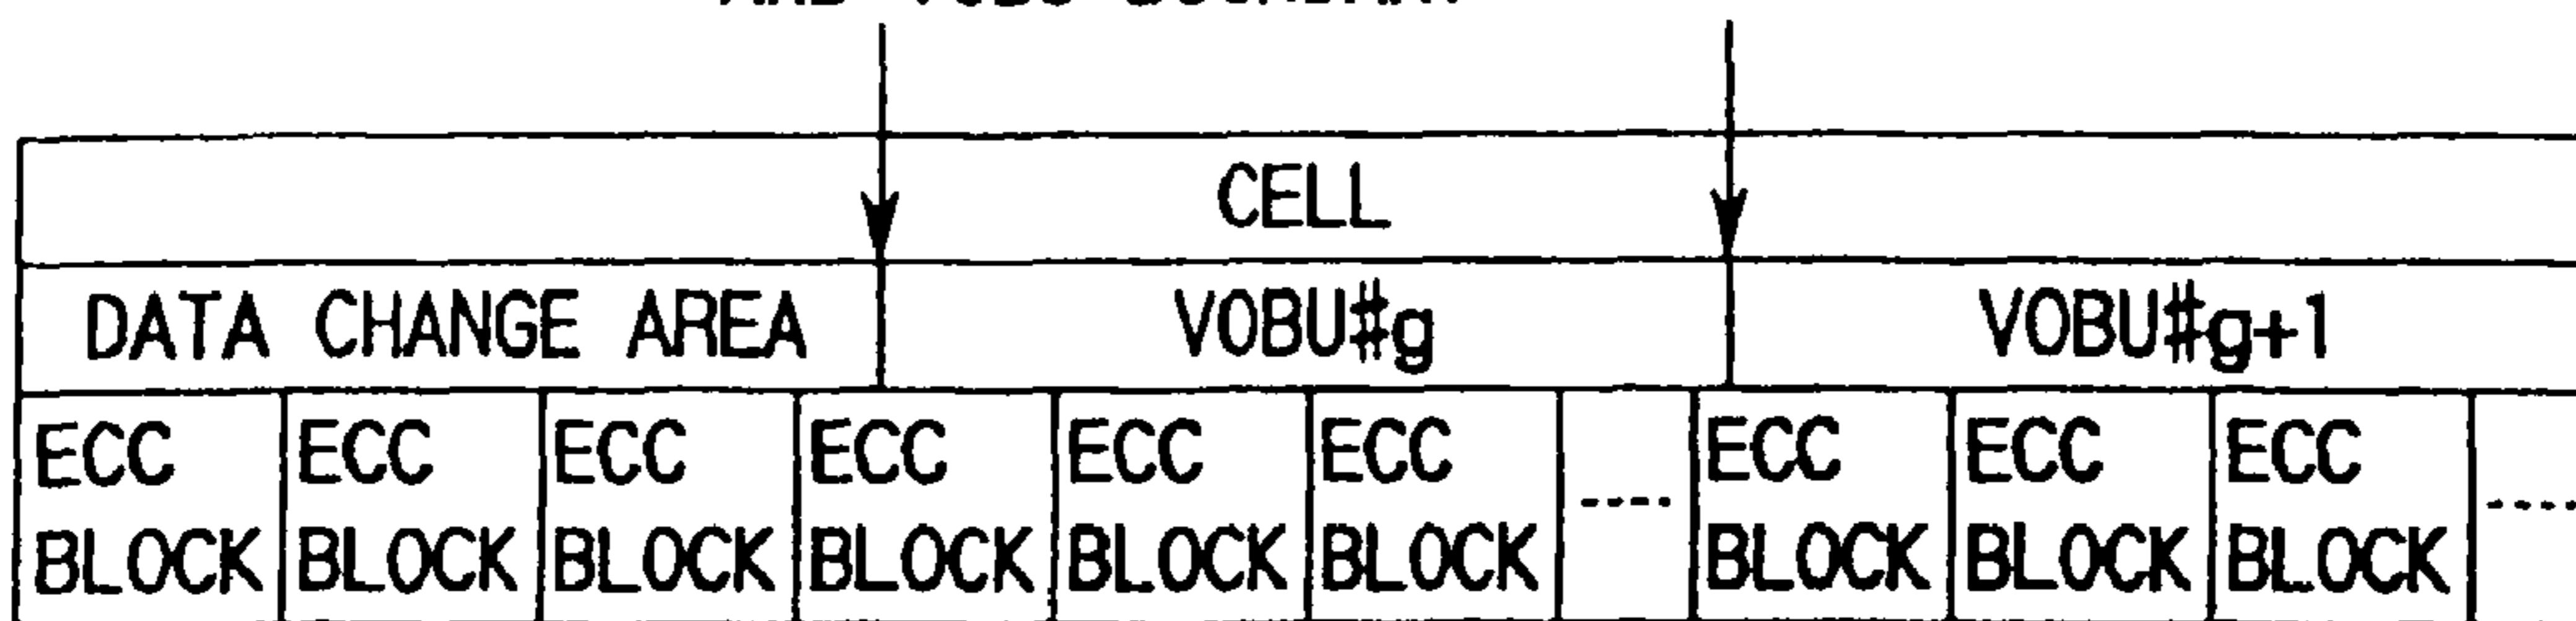 CELL
DATA CHANGE AREA VOBU#g VOBU#g+1
ECC ECC ECC ECC ECC ECC ---- ECC ECC ECC ----
BLOCK BLOCK BLOCK BLOCK BLOCK BLOCK BLOCK BLOCK BLOCK